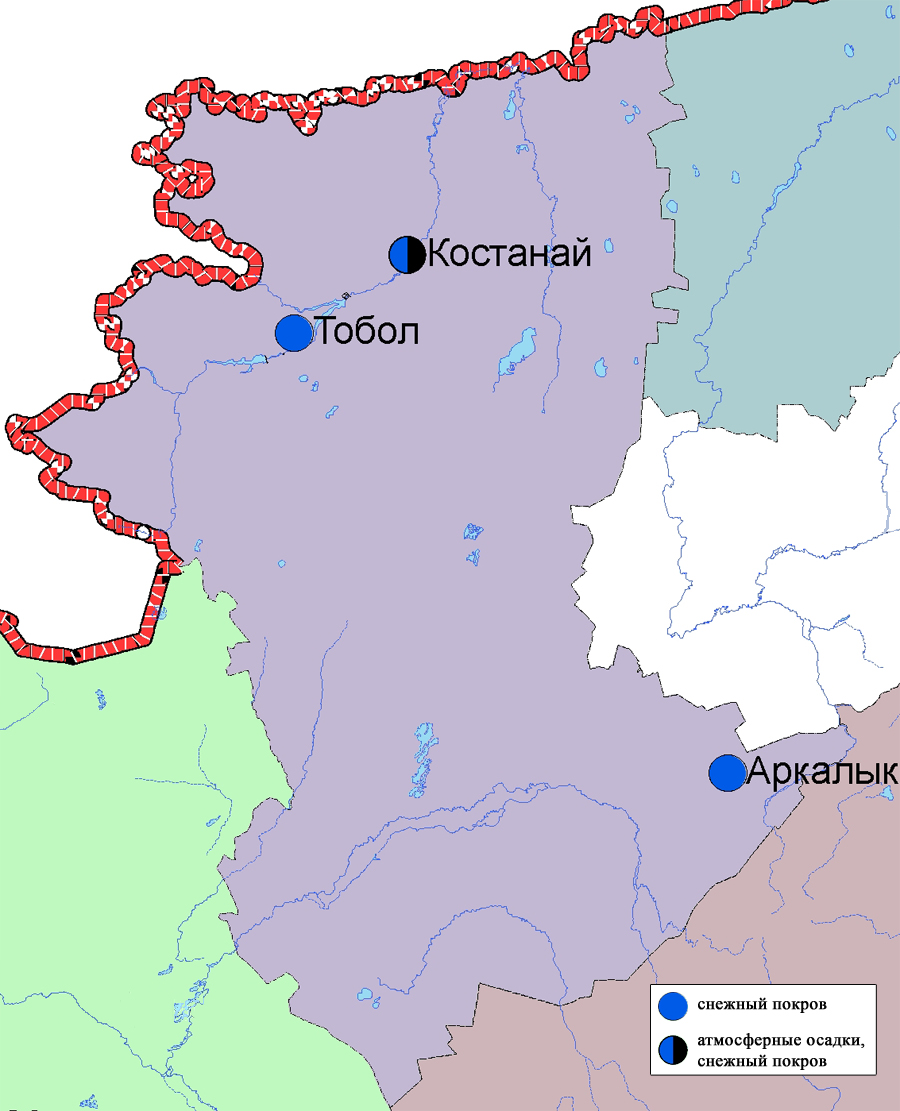 Костанай
Тобол
Аркалык
снежный покров
атмосферные осадки,
снежный покров